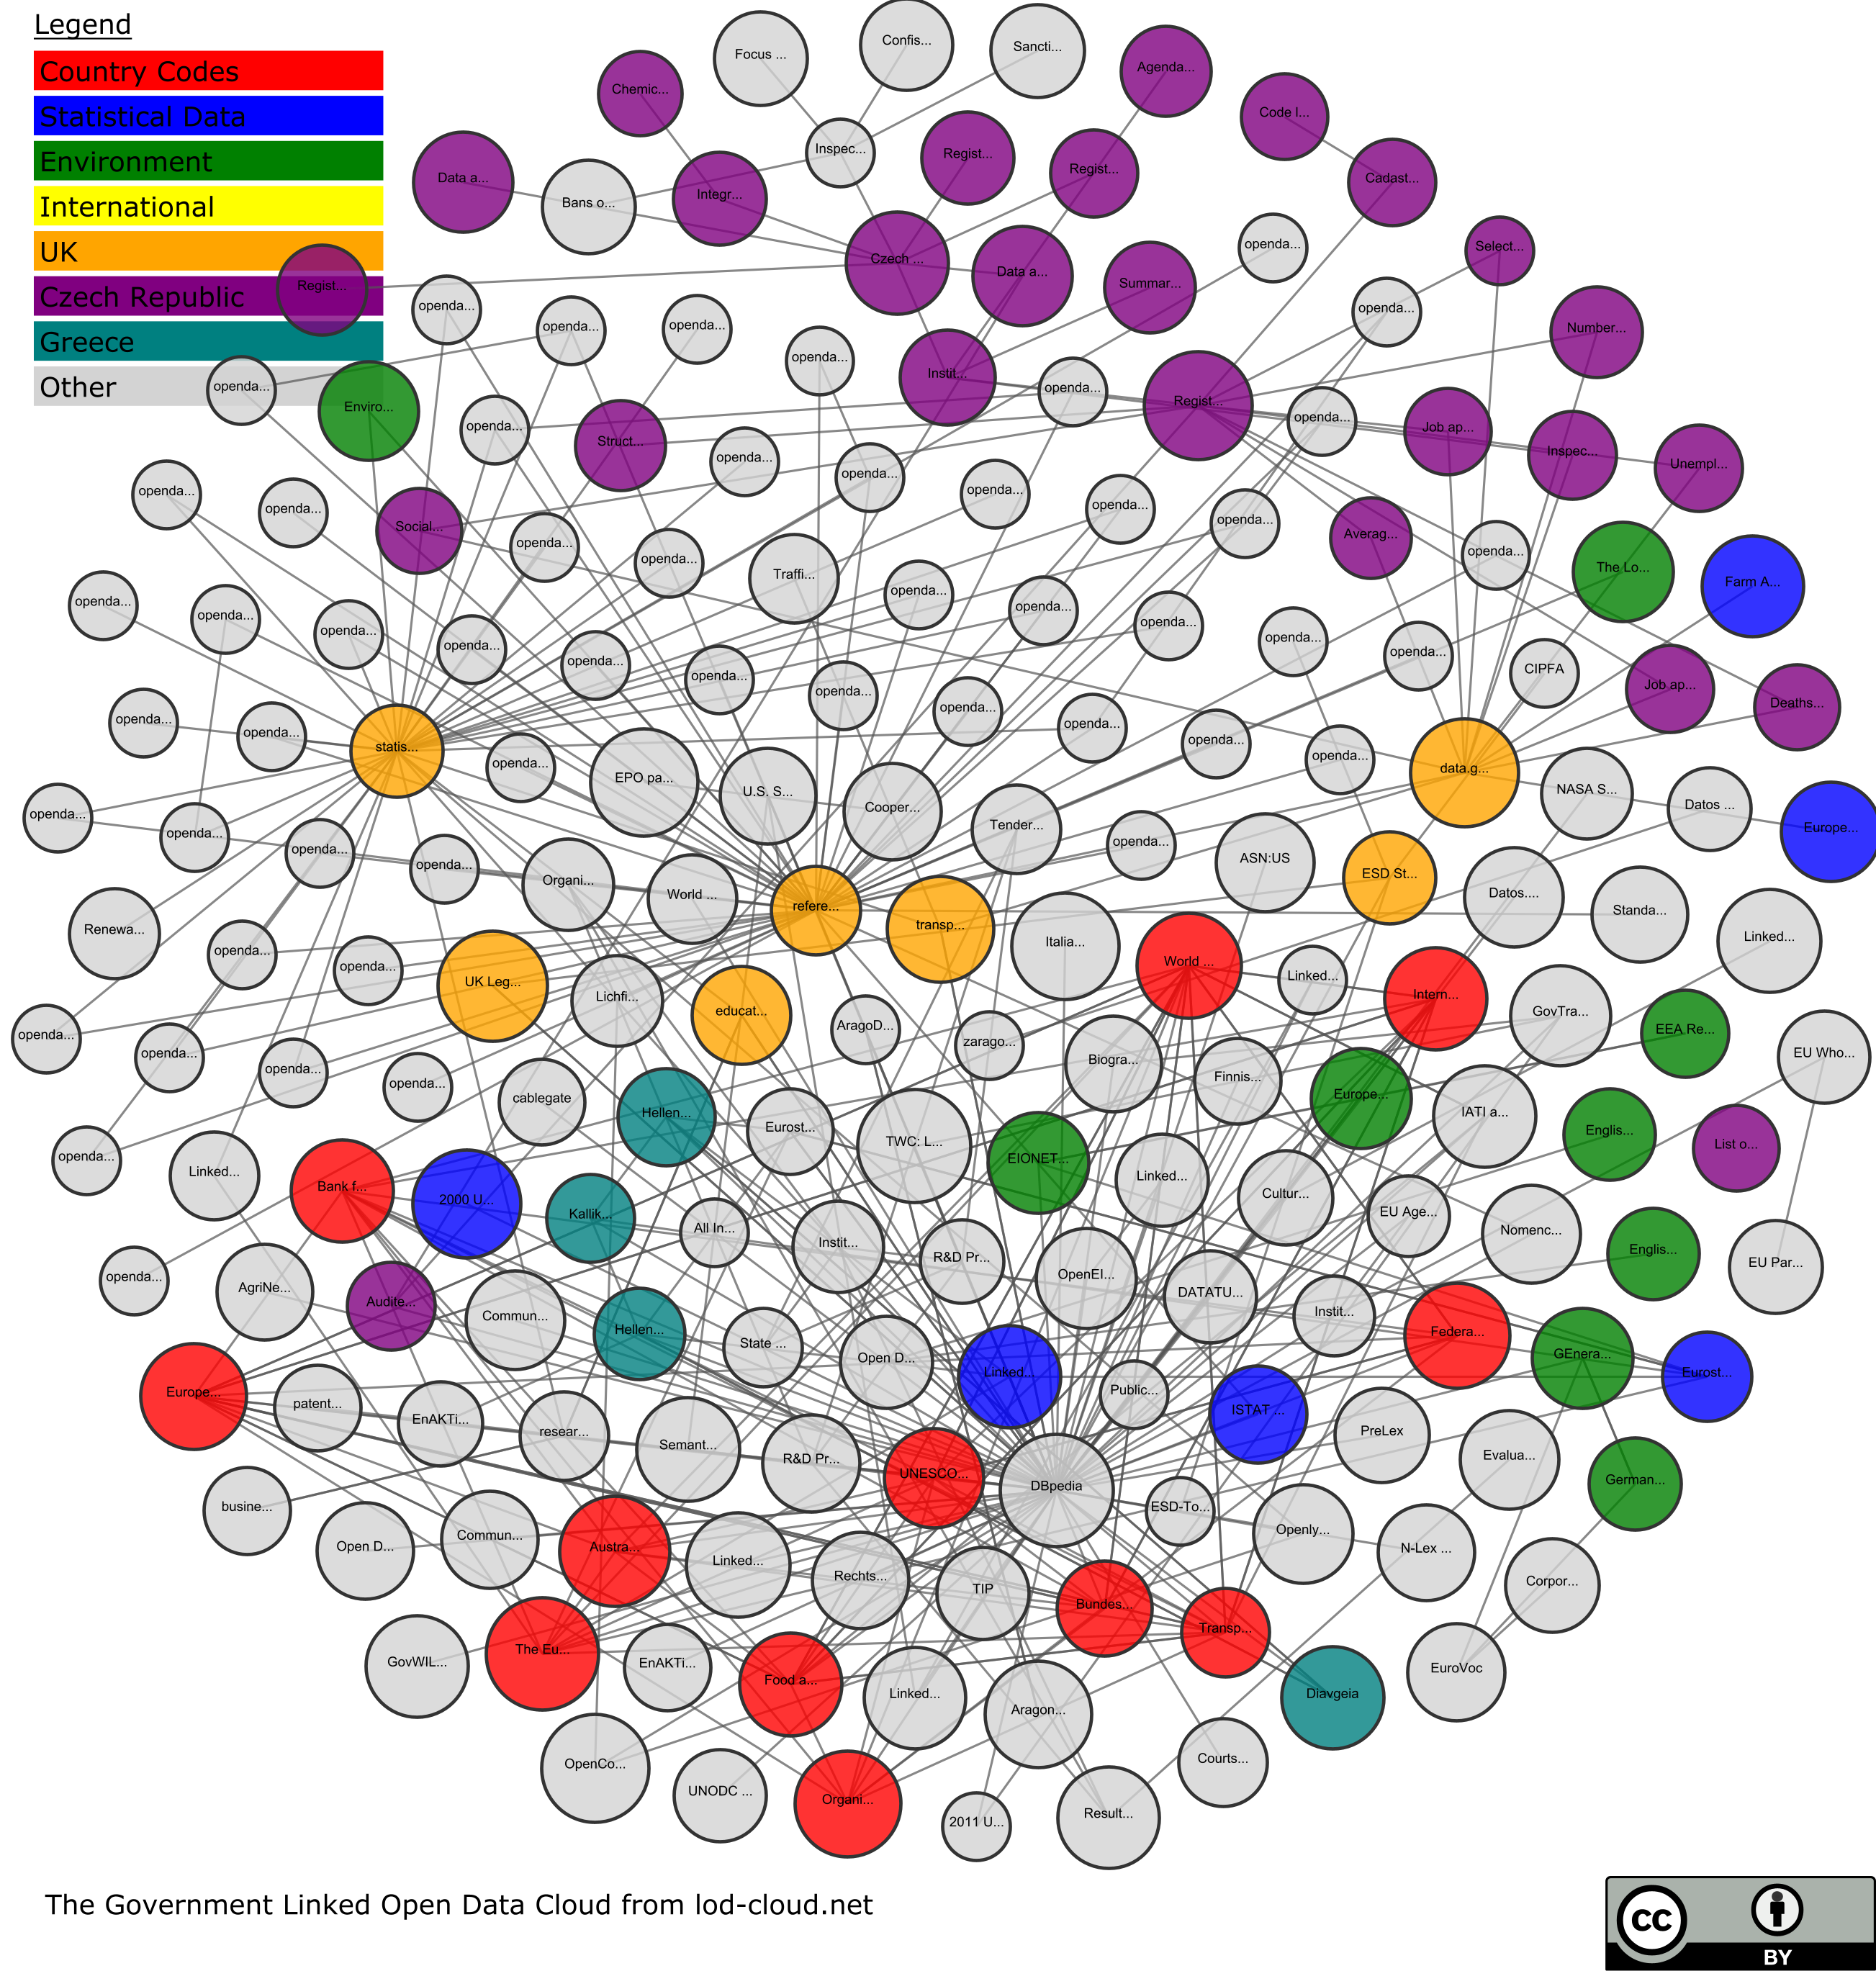 Legend
Country Codes
Statistical Data
Environment
International
UK
Czech Republic
Greece
Other
Focus ...
Confis...
Sancti...
Agenda...
Chemic...
Code l...
Inspec...
Regist...
Regist...
Cadast...
Data a...
Integr...
Bans o...
Select...
openda...
Czech ...
Data a...
Summar...
Regist...
openda...
openda...
openda...
openda...
Number...
openda...
openda...
Instit...
openda...
Enviro...
Regist...
openda...
openda...
Job ap...
Struct...
Inspec...
openda...
Unempl...
openda...
openda...
openda...
openda...
openda...
Social...
openda...
Averag...
openda...
openda...
openda...
The Lo...
Traffi...
Farm A...
openda...
openda...
openda...
openda...
openda...
openda...
openda...
openda...
openda...
openda...
CIPFA
openda...
Job ap...
openda...
Deaths...
openda...
openda...
openda...
openda...
openda...
statis...
openda...
openda...
data.g...
EPO pa...
U.S. S...
NASA S...
Datos ...
Cooper...
openda...
Tender...
Europe...
openda...
openda...
openda...
ASN:US
openda...
ESD St...
Organi...
World ...
Datos....
refere...
Standa...
transp...
Renewa...
Linked...
Italia...
openda...
World ...
openda...
Linked...
UK Leg...
Lichfi...
Intern...
educat...
GovTra...
AragoD...
openda...
EEA Re...
zarago...
openda...
EU Who...
Biogra...
openda...
Finnis...
openda...
Europe...
cablegate
Hellen...
IATI a...
Eurost...
Englis...
TWC: L...
List o...
openda...
EIONET...
Linked...
Linked...
Bank f...
Cultur...
2000 U...
EU Age...
Kallik...
All In...
Nomenc...
Instit...
R&D Pr...
Englis...
EU Par...
openda...
OpenEI...
AgriNe...
DATATU...
Audite...
Instit...
Commun...
Hellen...
Federa...
State ...
GEnera...
Open D...
Linked...
Eurost...
Europe...
Public...
patent...
ISTAT ...
EnAKTi...
PreLex
resear...
Semant...
Evalua...
R&D Pr...
UNESCO...
German...
DBpedia
busine...
ESD-To...
Openly...
Commun...
Open D...
Austra...
N-Lex ...
Linked...
Rechts...
Corpor...
TIP
Bundes...
Transp...
The Eu...
GovWIL...
EnAKTi...
EuroVoc
Food a...
Linked...
Diavgeia
Aragon...
Courts...
OpenCo...
UNODC ...
Organi...
Result...
2011 U...
The Government Linked Open Data Cloud from lod-cloud.net
cc
BY